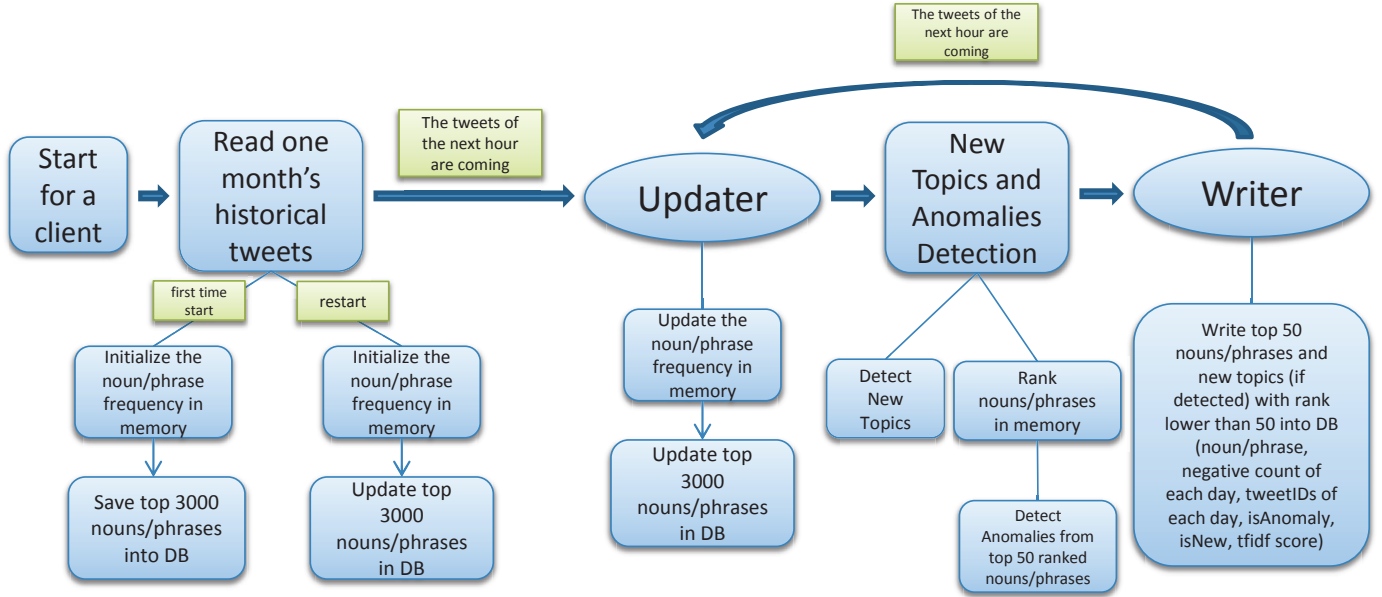 The tweets of the
next hour are
coming
Start
for a
client
Read one
month's
historical
tweets
The tweets of
the next hour
are coming
Updater
New
Topics and
Anomalies
Detection
Writer
first time
start
restart
Initialize the
noun/phrase
frequency in
memory
Initialize the
noun/phrase
frequency in
memory
Save top 3000
nouns/phrases
into DB
Update top
3000
nouns/phrases
in DB
Update the
noun/phrase
frequency in
memory
Update top
3000
nouns/phrases
in DB
Detect
New
Topics
Rank
nouns/phrases
in memory
Detect
Anomalies from
top 50 ranked
nouns/phrases
Write top 50
nouns/phrases and
new topics (if
detected) with rank
lower than 50 into DB
(noun/phrase,
negative count of
each day, tweetIDs of
each day, isAnomaly,
isNew, tfidf score)